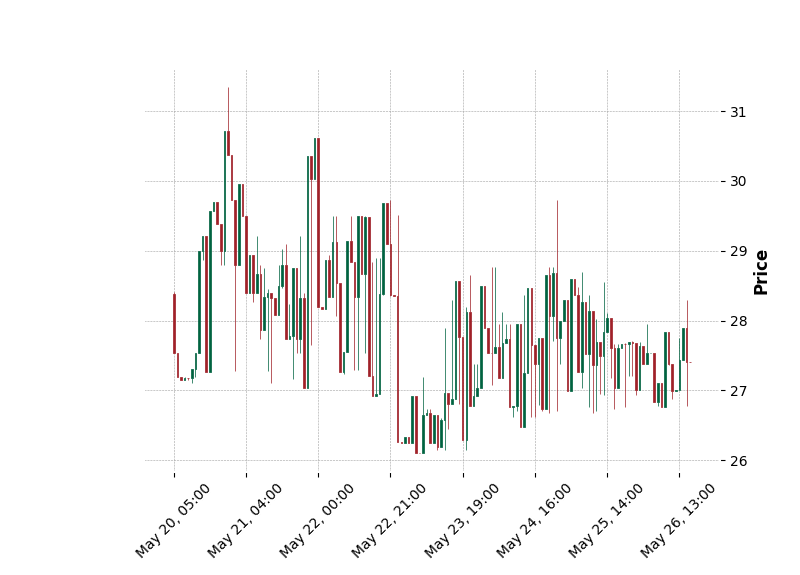 31
30
29
28
27
26
Price
May 20, 05:00
May 21, 04:00
May 22, 00:00
May 22, 21:00
May 23, 19:00
May 24, 16:00
May 25, 14:00
May 26, 13:00